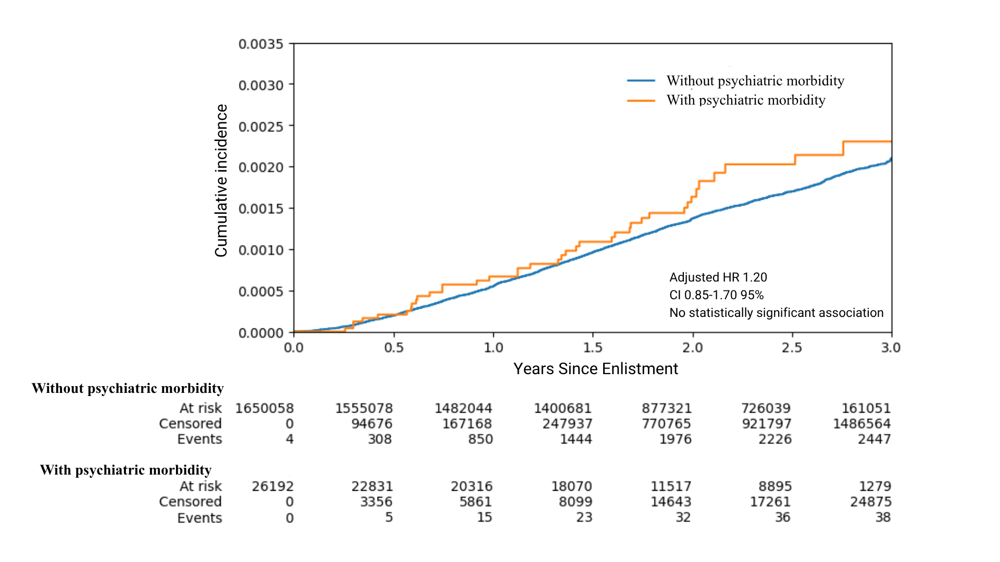 0.0035
0.0030
0.0025
0.0020
0.0015
0.0010
0.0005
0.0000
Cumulative incidence
Without psychiatric morbidity
With psychiatric morbidity
Adjusted HR 1.20
CI 0.85-1.70 95%
No statistically significant association
0.0 0.5 1.0 1.5 2.0 2.5 3.0
Years Since Enlistment
Without psychiatric morbidity
At risk 1650058 1555078 1482044 1400681 877321 726039 161051
Censored 0 94676 167168 247937 770765 921797 1486564
Events 4 308 850 1444 1976 2226 2447
With psychiatric morbidity
At risk 26192 22831 20316 18070 11517 8895 1279
Censored 0 3356 5861 8099 14643 17261 24875
Events 0 5 15 23 32 36 38